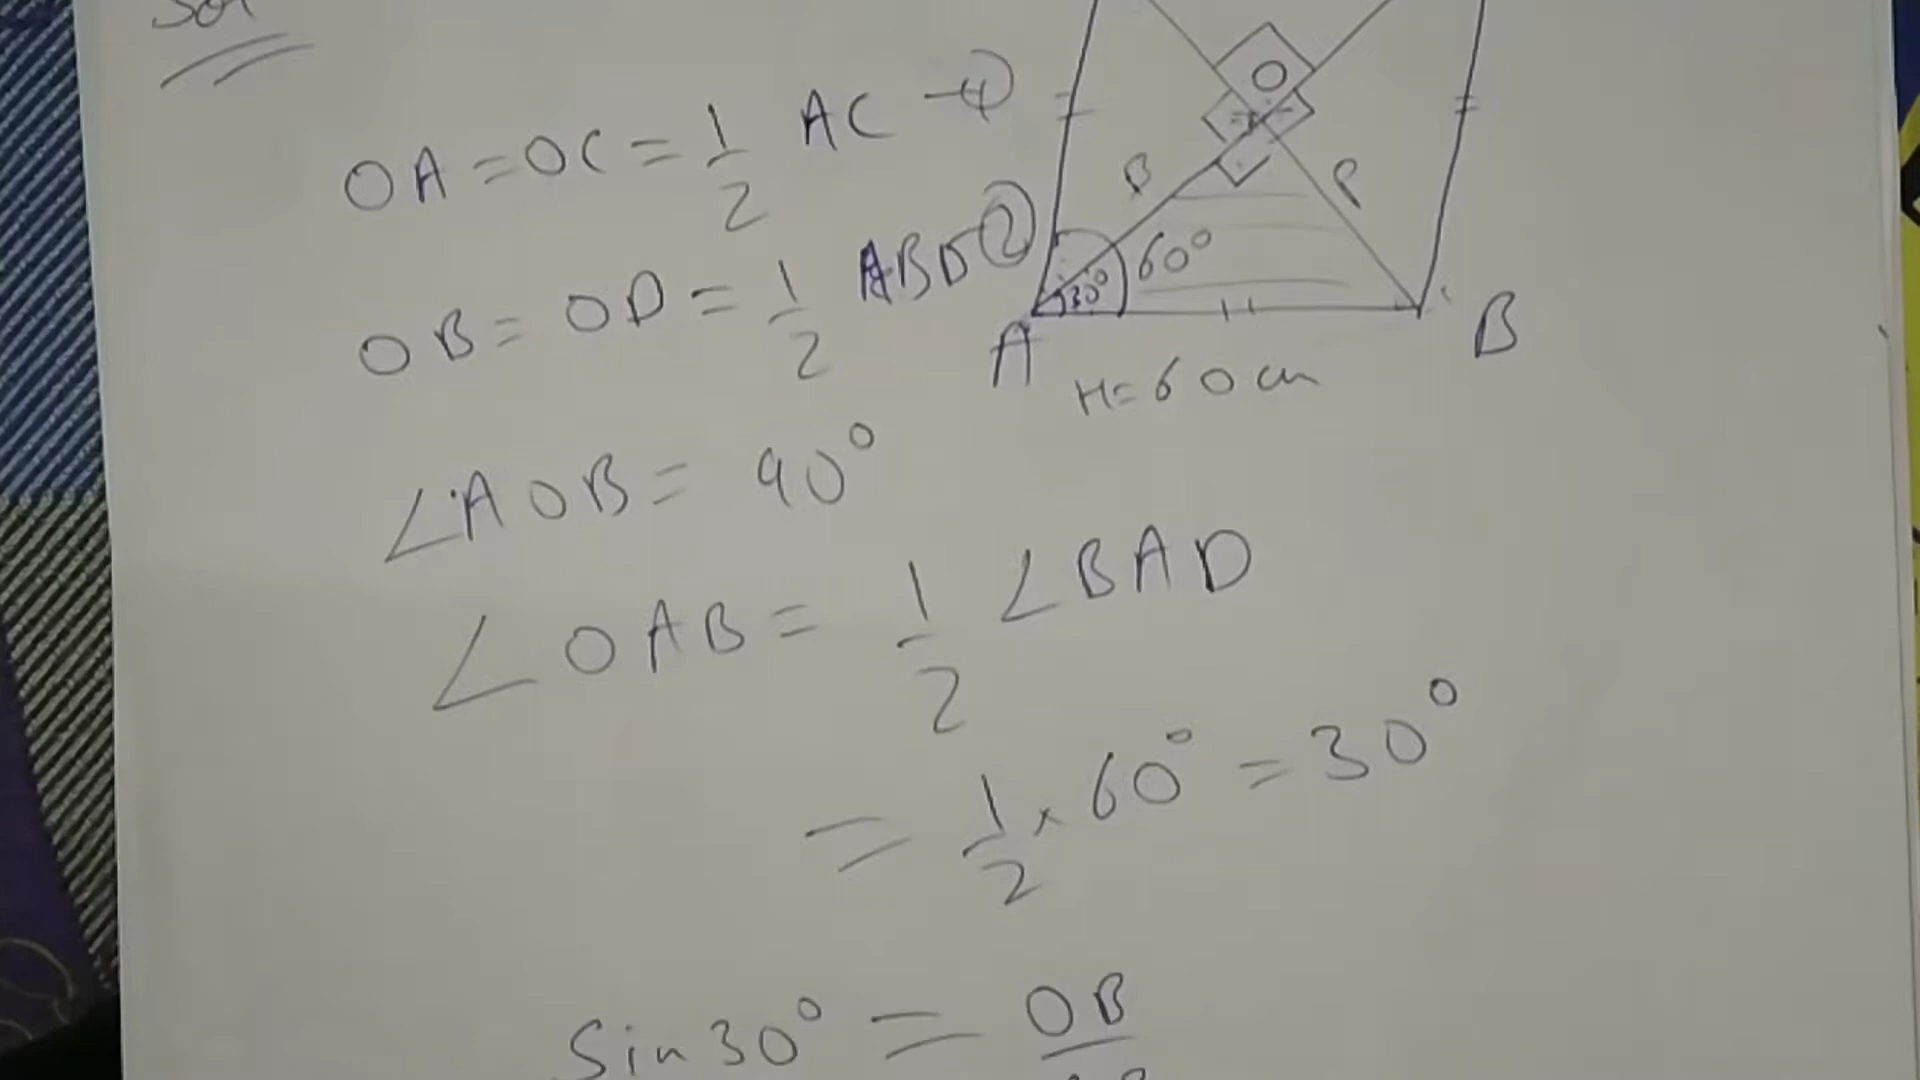 Sol
OA = OC = 1/2 AC —①
OB = OD = 1/2 BD ②
∠AOB = 90°
∠OAB = 1/2 ∠BAD
= 1/2 × 60° = 30°
Sin 30° = OB
O
B
P
60°
30°
A
B
H = 60 cm